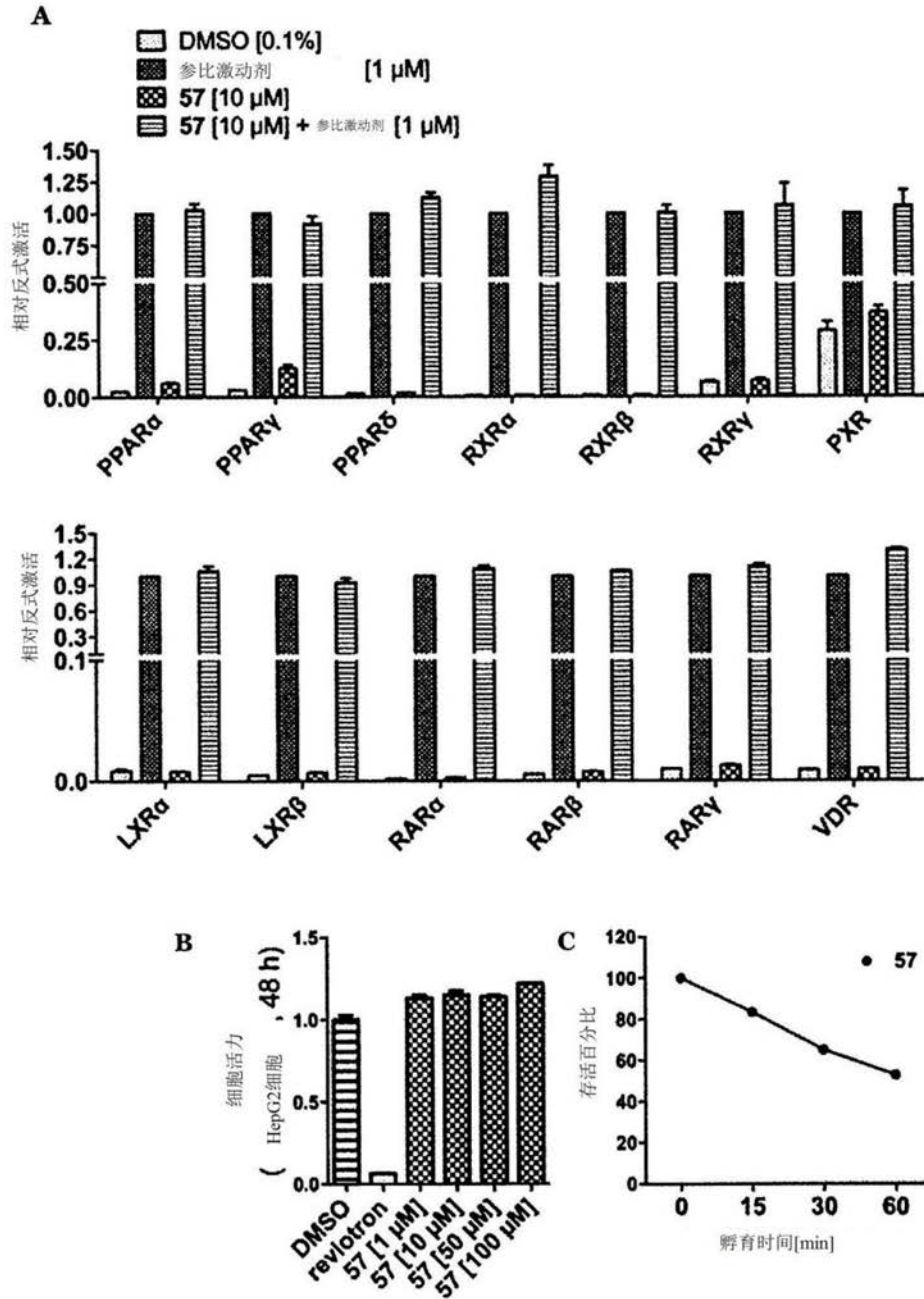 A
DMSO [0.1%]
参比激动剂 [1 µM]
57 [10 µM]
57 [10 µM] + 参比激动剂 [1 µM]
相对反式激活
1.50
1.25
1.00
0.75
0.50
0.25
0.00
PPARα
PPARγ
PPARδ
RXRα
RXRβ
RXRγ
PXR
相对反式激活
1.5
1.2
0.9
0.6
0.3
0.1
0.0
LXRα
LXRβ
RARα
RARβ
RARγ
VDR
B
细胞活力
( HepG2细胞 , 48 h)
1.5
1.0
0.5
0.0
DMSO
revlotron
57 [1 µM]
57 [10 µM]
57 [50 µM]
57 [100 µM]
C
57
存活百分比
120
100
80
60
40
20
0
0 15 30 60
孵育时间[min]